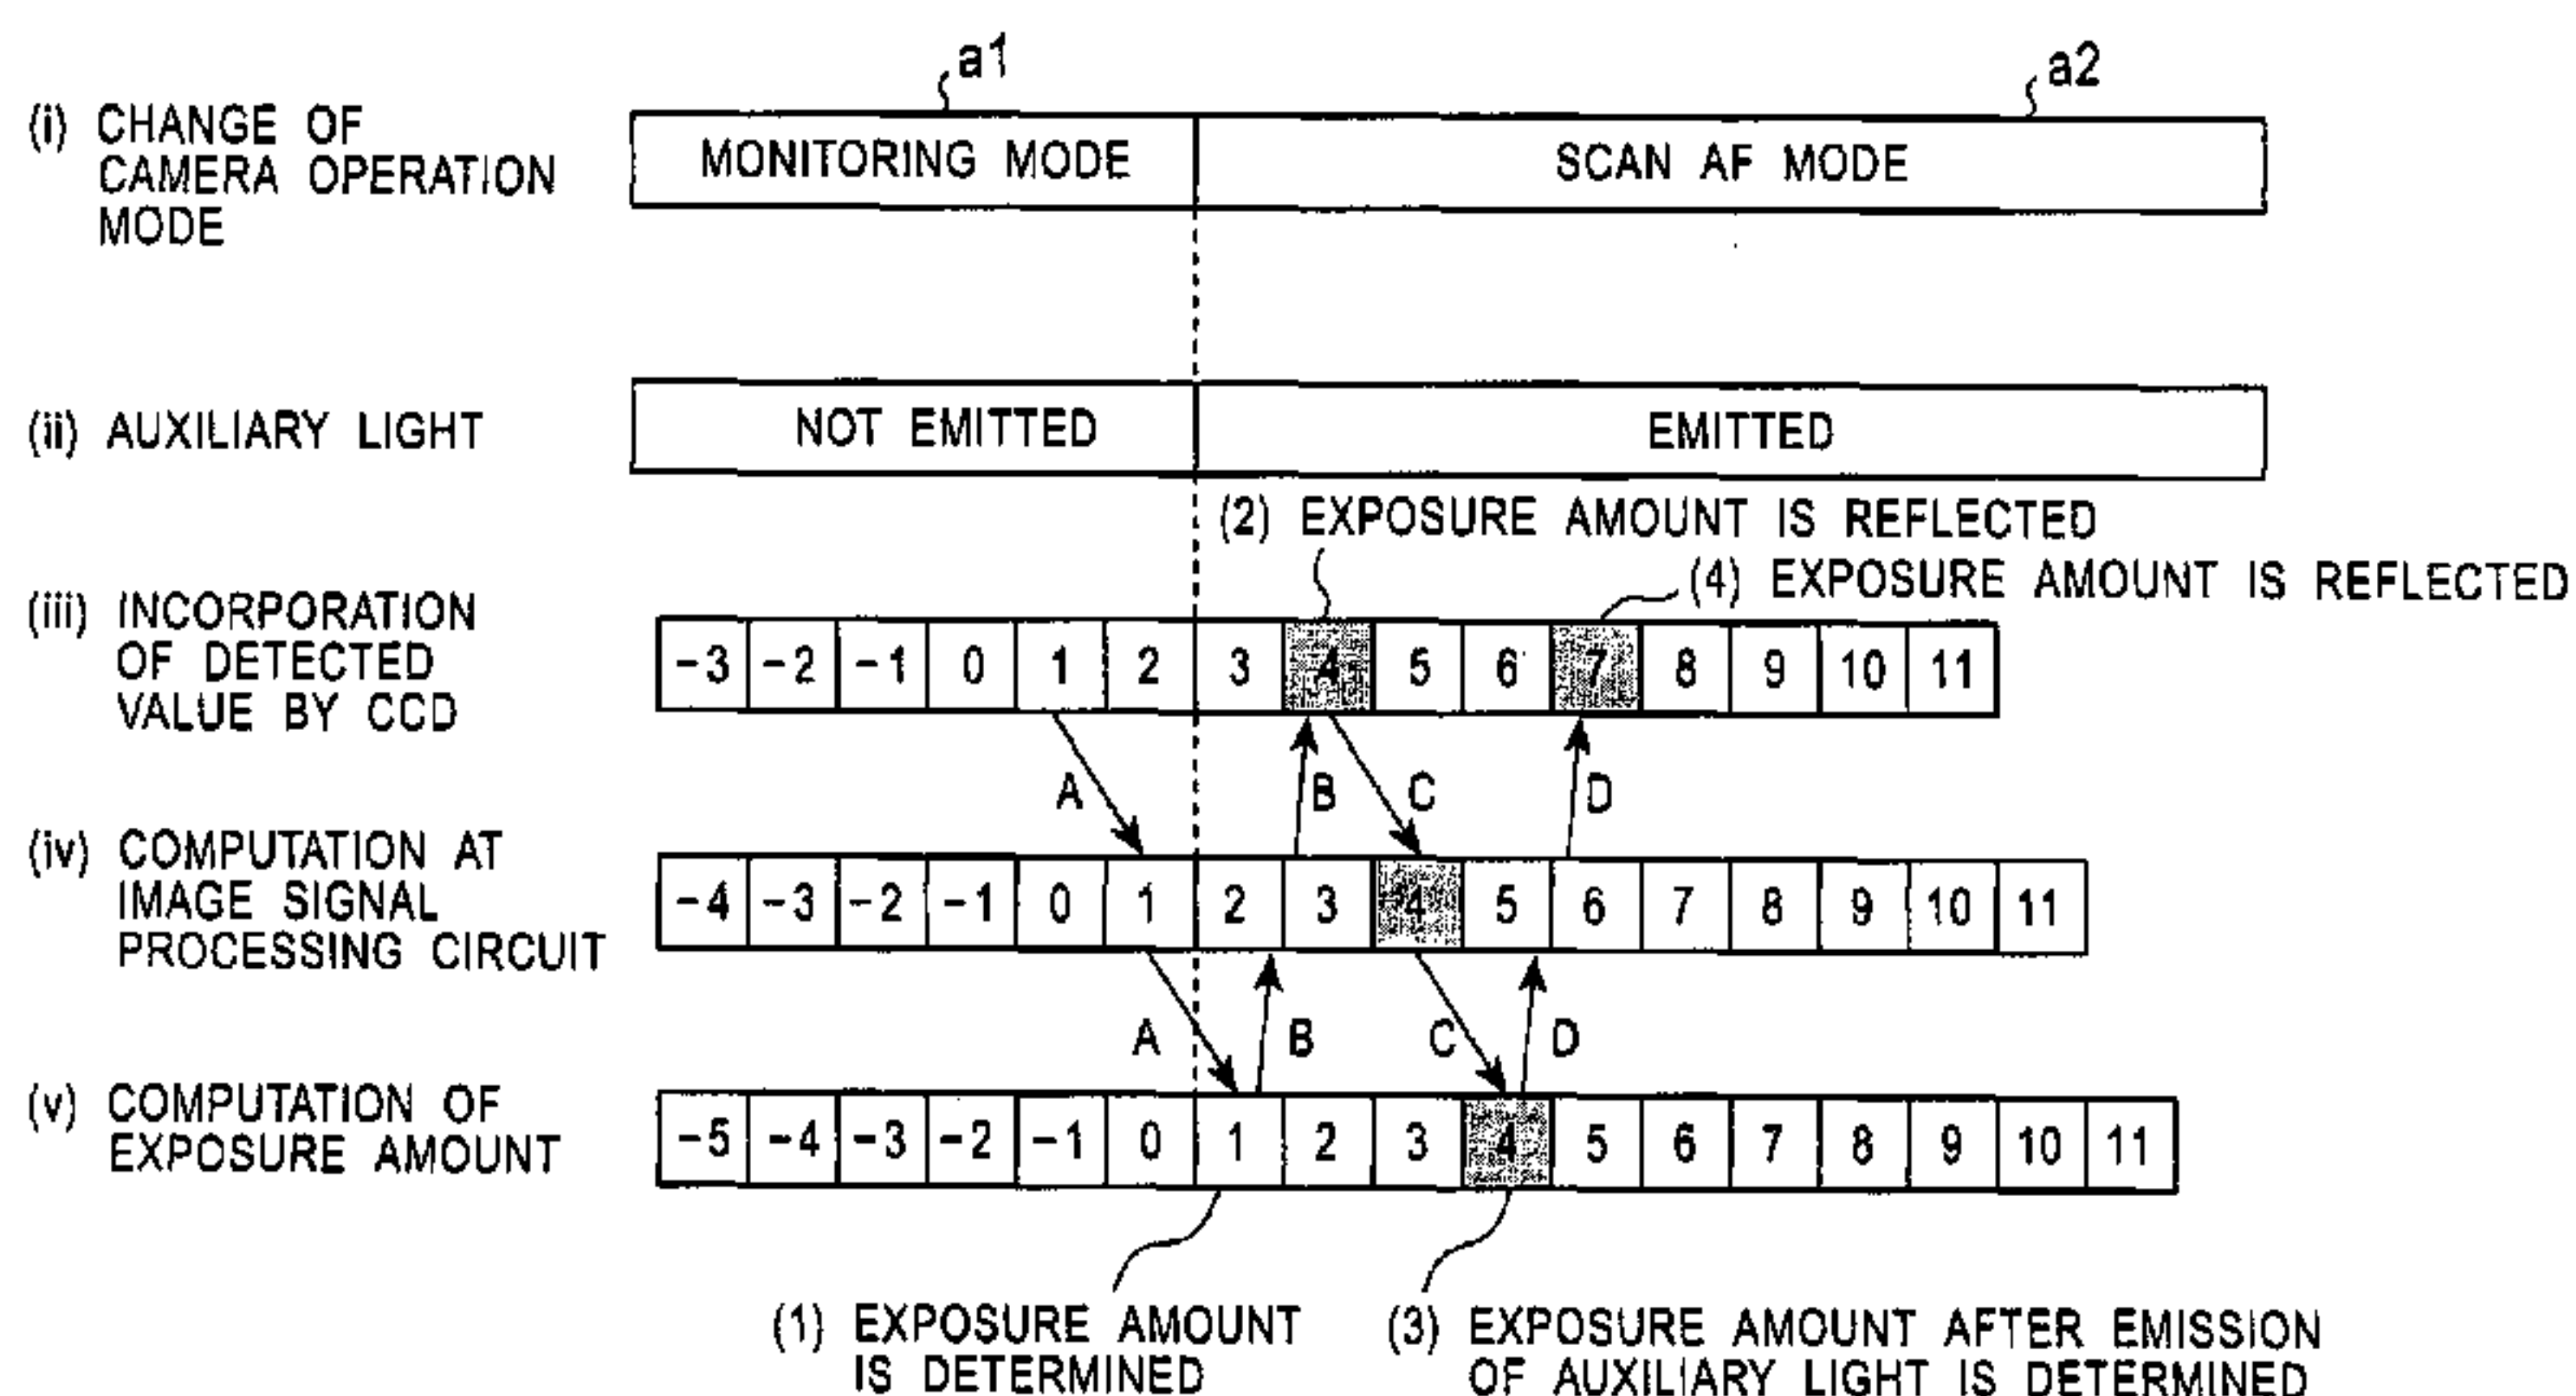 a1
a2
(i) CHANGE OF
CAMERA OPERATION
MODE
MONITORING MODE
SCAN AF MODE
(ii) AUXILIARY LIGHT
NOT EMITTED
EMITTED
(2) EXPOSURE AMOUNT IS REFLECTED
(4) EXPOSURE AMOUNT IS REFLECTED
(iii) INCORPORATION
OF DETECTED
VALUE BY CCD
-3 -2 -1 0 1 2 3 4 5 6 7 8 9 10 11
A B C D
(iv) COMPUTATION AT
IMAGE SIGNAL
PROCESSING CIRCUIT
-4 -3 -2 -1 0 1 2 3 4 5 6 7 8 9 10 11
A B C D
(v) COMPUTATION OF
EXPOSURE AMOUNT
-5 -4 -3 -2 -1 0 1 2 3 4 5 6 7 8 9 10 11
(1) EXPOSURE AMOUNT
IS DETERMINED
(3) EXPOSURE AMOUNT AFTER EMISSION
OF AUXILIARY LIGHT IS DETERMINED